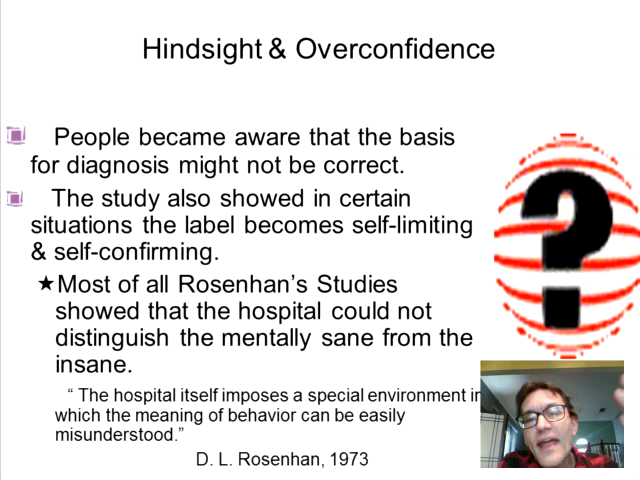 Hindsight & Overconfidence
People became aware that the basis
for diagnosis might not be correct.
The study also showed in certain
situations the label becomes self-limiting
& self-confirming.
★Most of all Rosenhan’s Studies
showed that the hospital could not
distinguish the mentally sane from the
insane.
“ The hospital itself imposes a special environment in
which the meaning of behavior can be easily
misunderstood.”
D. L. Rosenhan, 1973
?